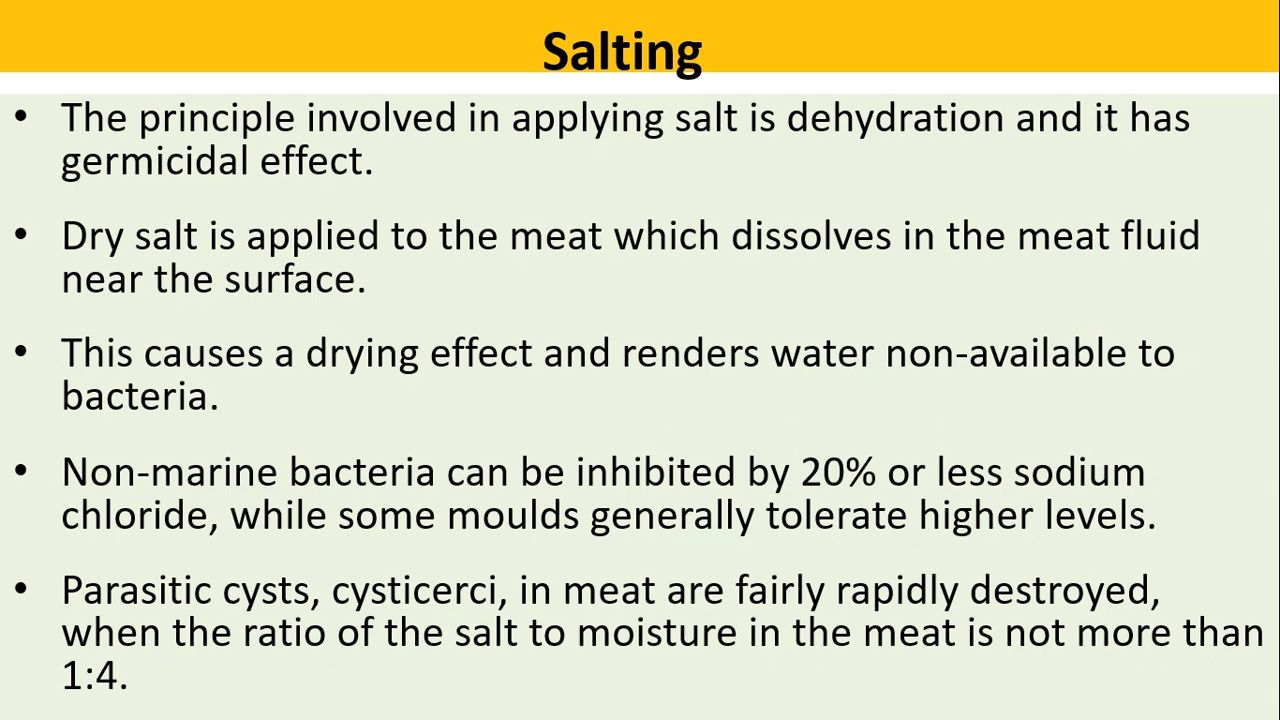 Salting
• The principle involved in applying salt is dehydration and it has
germicidal effect.
• Dry salt is applied to the meat which dissolves in the meat fluid
near the surface.
• This causes a drying effect and renders water non-available to
bacteria.
• Non-marine bacteria can be inhibited by 20% or less sodium
chloride, while some moulds generally tolerate higher levels.
• Parasitic cysts, cysticerci, in meat are fairly rapidly destroyed,
when the ratio of the salt to moisture in the meat is not more than
1:4.